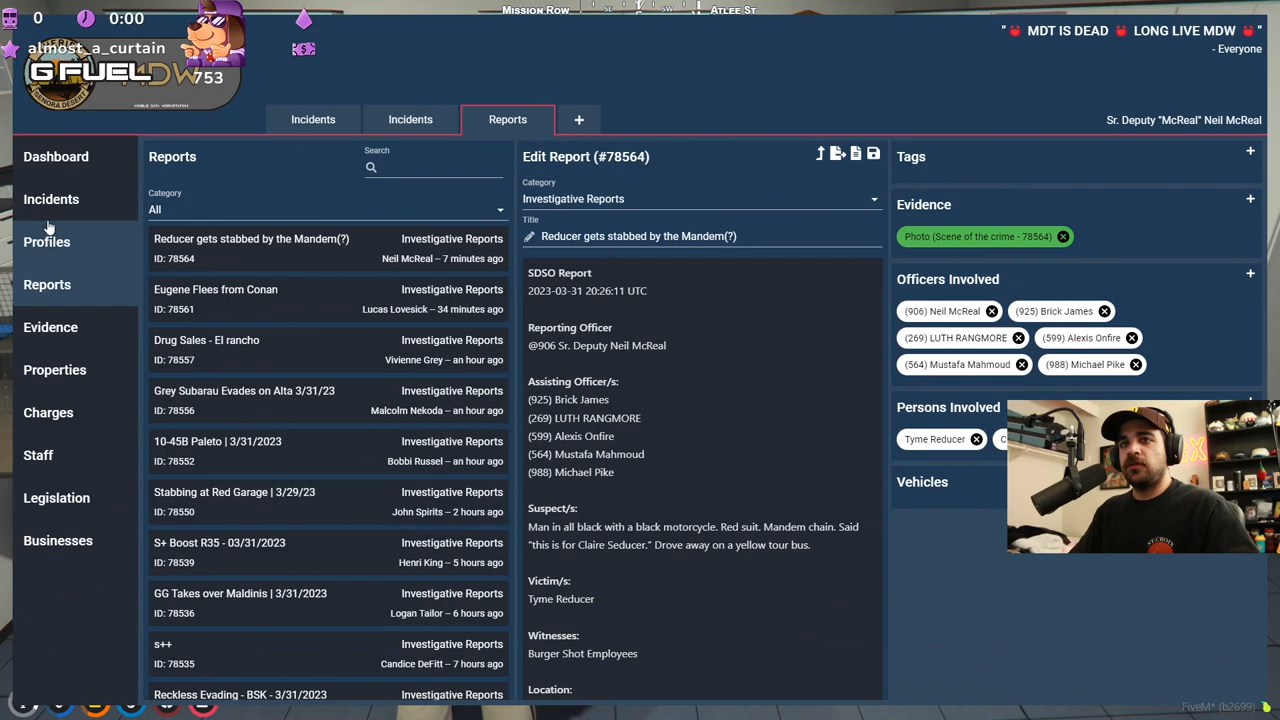 0
0:00
Mission Row
SE
SW
Atlee St
almost_a_curtain
G FUEL
MDW
753
SENORA DESERT
MOBILE DATA WORKSTATION
" MDT IS DEAD LONG LIVE MDW "
- Everyone
Incidents
Incidents
Reports
+
Sr. Deputy "McReal" Neil McReal
Dashboard
Incidents
Profiles
Reports
Evidence
Properties
Charges
Staff
Legislation
Businesses
Reports
Search
Category
All
Reducer gets stabbed by the Mandem(?) Investigative Reports
ID: 78564 Neil McReal – 7 minutes ago
Eugene Flees from Conan Investigative Reports
ID: 78561 Lucas Lovesick – 34 minutes ago
Drug Sales - El rancho Investigative Reports
ID: 78557 Vivienne Grey – an hour ago
Grey Subarau Evades on Alta 3/31/23 Investigative Reports
ID: 78556 Malcolm Nekoda – an hour ago
10-45B Paleto | 3/31/2023 Investigative Reports
ID: 78552 Bobbi Russel – an hour ago
Stabbing at Red Garage | 3/29/23 Investigative Reports
ID: 78550 John Spirits – 2 hours ago
S+ Boost R35 - 03/31/2023 Investigative Reports
ID: 78539 Henri King – 5 hours ago
GG Takes over Maldinis | 3/31/2023 Investigative Reports
ID: 78536 Logan Tailor – 6 hours ago
s++ Investigative Reports
ID: 78535 Candice DeFitt – 7 hours ago
Reckless Evading - BSK - 3/31/2023 Investigative Reports
Edit Report (#78564)
Category
Investigative Reports
Title
Reducer gets stabbed by the Mandem(?)
SDSO Report
2023-03-31 20:26:11 UTC
Reporting Officer
@906 Sr. Deputy Neil McReal
Assisting Officer/s:
(925) Brick James
(269) LUTH RANGMORE
(599) Alexis Onfire
(564) Mustafa Mahmoud
(988) Michael Pike
Suspect/s:
Man in all black with a black motorcycle. Red suit. Mandem chain. Said
"this is for Claire Seducer." Drove away on a yellow tour bus.
Victim/s:
Tyme Reducer
Witnesses:
Burger Shot Employees
Location:
Tags +
Evidence +
Photo (Scene of the crime - 78564)
Officers Involved +
(906) Neil McReal (925) Brick James
(269) LUTH RANGMORE (599) Alexis Onfire
(564) Mustafa Mahmoud (988) Michael Pike
Persons Involved
Tyme Reducer C
Vehicles
ST. CROIX
FiveM* (b2699)